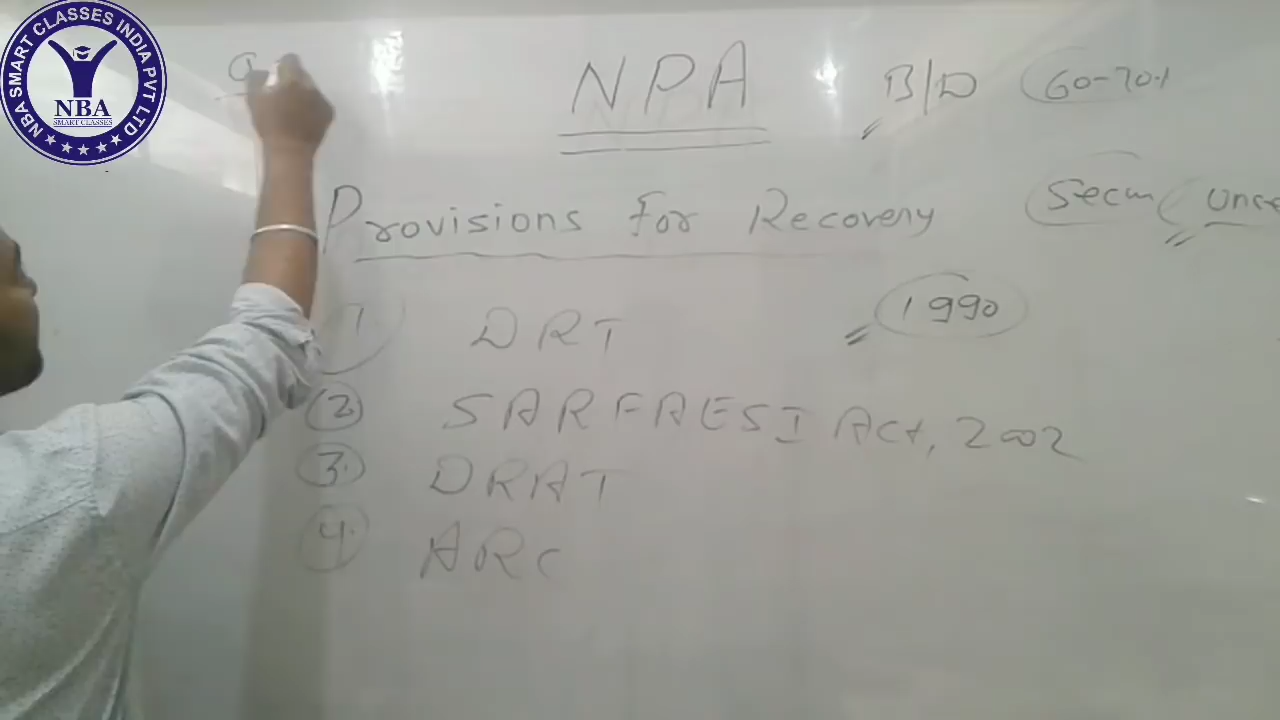 NBA SMART CLASSES INDIA PVT LTD
NBA
SMART CLASSES
NPA
B/D 60-70%
Provisions For Recovery
Secu
1990
1 DRT
2 SARFAESI Act, 2002
3. DRAT
4. ARC